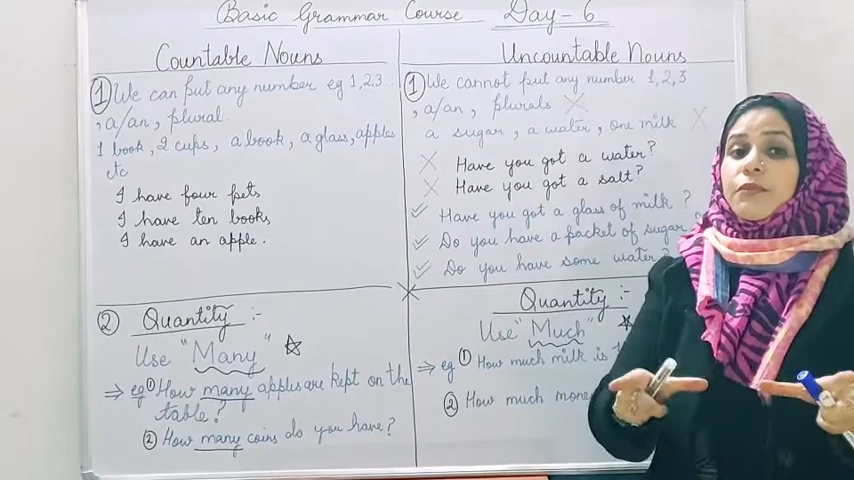 Basic Grammar Course Day-6
Countable Nouns
① We can put any number eg 1,2,3...
, a/an, plural.
1 book, 2 cups, a book, a glass, apples
etc
I have four pets
I have ten books
I have an apple.
② Quantity :-
Use "Many" ☆
⇒ eg ① How many apples are kept on the
table?
② How many coins do you have?
Uncountable Nouns
① We cannot put any number 1,2,3
, a/an, plurals X
a sugar, a water, one milk X
X Have you got a water?
X Have you got a salt?
✓ Have you got a glass of milk ?
✓ Do you have a packet of sugar
✓ Do you have some water?
Quantity :-
Use "Much" ☆
⇒ eg ① How much milk is
② How much